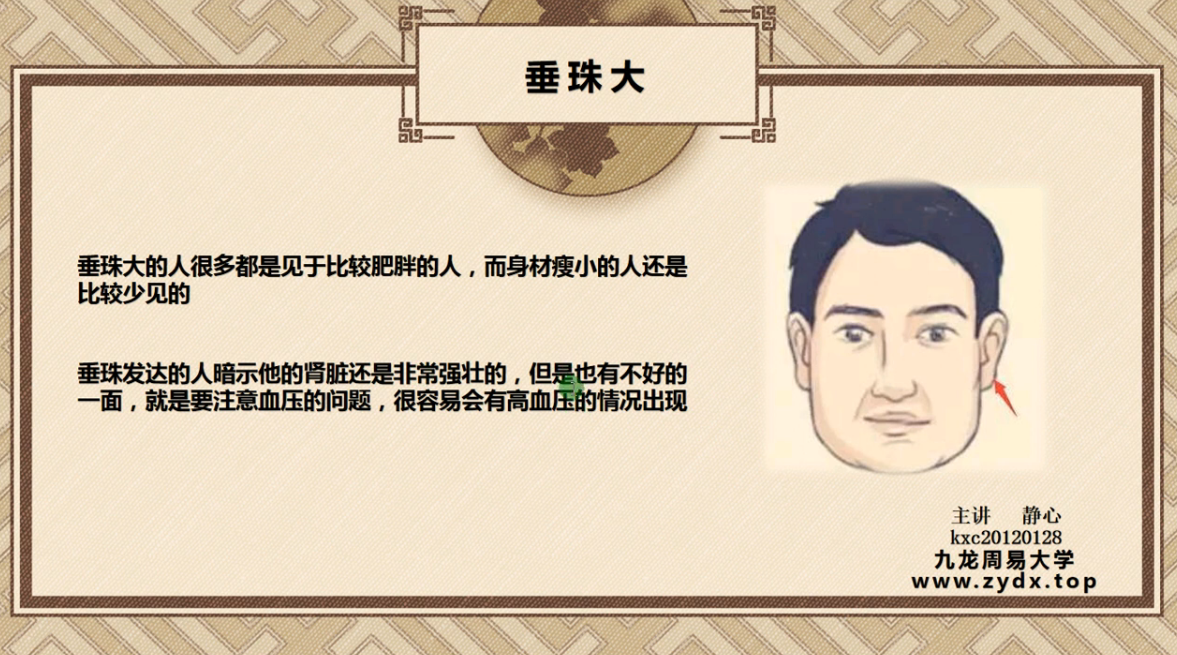 垂珠大
垂珠大的人很多都是见于比较肥胖的人，而身材瘦小的人还是
比较少见的
垂珠发达的人暗示他的肾脏还是非常强壮的，但是也有不好的
一面，就是要注意血压的问题，很容易会有高血压的情况出现
主讲 静心
kxc20120128
九龙周易大学
www.zydx.top